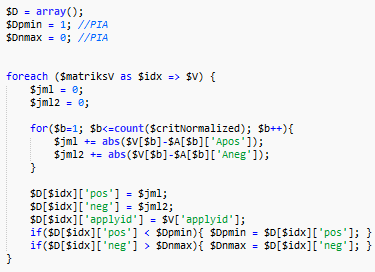 $D = array();
$Dpmin = 1; //PIA
$Dnmax = 0; //PIA
foreach ($matriksV as $idx => $V) {
$jml = 0;
$jml2 = 0;
for($b=1; $b<=count($critNormalized); $b++){
$jml += abs($V[$b]-$A[$b]['Apos']);
$jml2 += abs($V[$b]-$A[$b]['Aneg']);
}
$D[$idx]['pos'] = $jml;
$D[$idx]['neg'] = $jml2;
$D[$idx]['applyid'] = $V['applyid'];
if($D[$idx]['pos'] < $Dpmin){ $Dpmin = $D[$idx]['pos']; }
if($D[$idx]['neg'] > $Dnmax){ $Dnmax = $D[$idx]['neg']; }
}